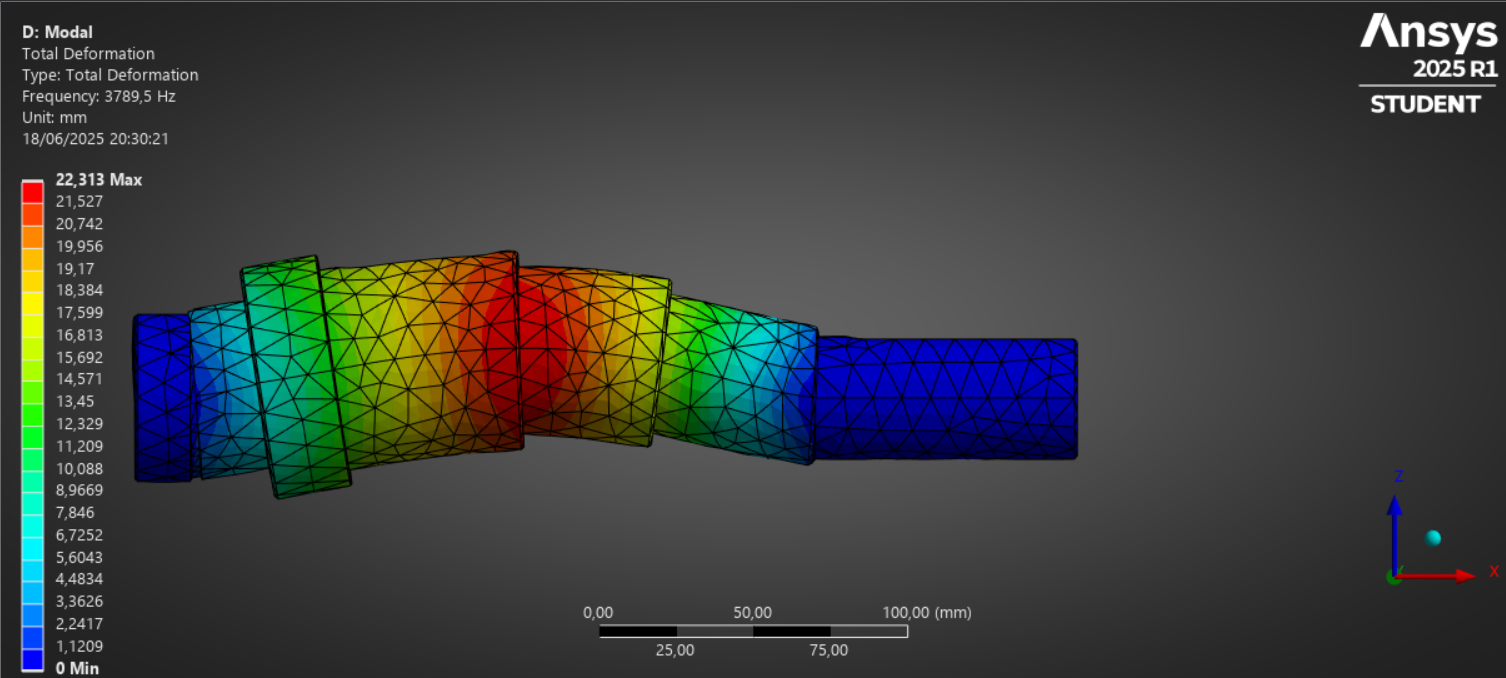 D: Modal
Total Deformation
Type: Total Deformation
Frequency: 3789,5 Hz
Unit: mm
18/06/2025 20:30:21
22,313 Max
21,527
20,742
19,956
19,17
18,384
17,599
16,813
15,692
14,571
13,45
12,329
11,209
10,088
8,9669
7,846
6,7252
5,6043
4,4834
3,3626
2,2417
1,1209
0 Min
Ansys
2025 R1
STUDENT
0,00 50,00 100,00 (mm)
25,00 75,00
Z
Y X